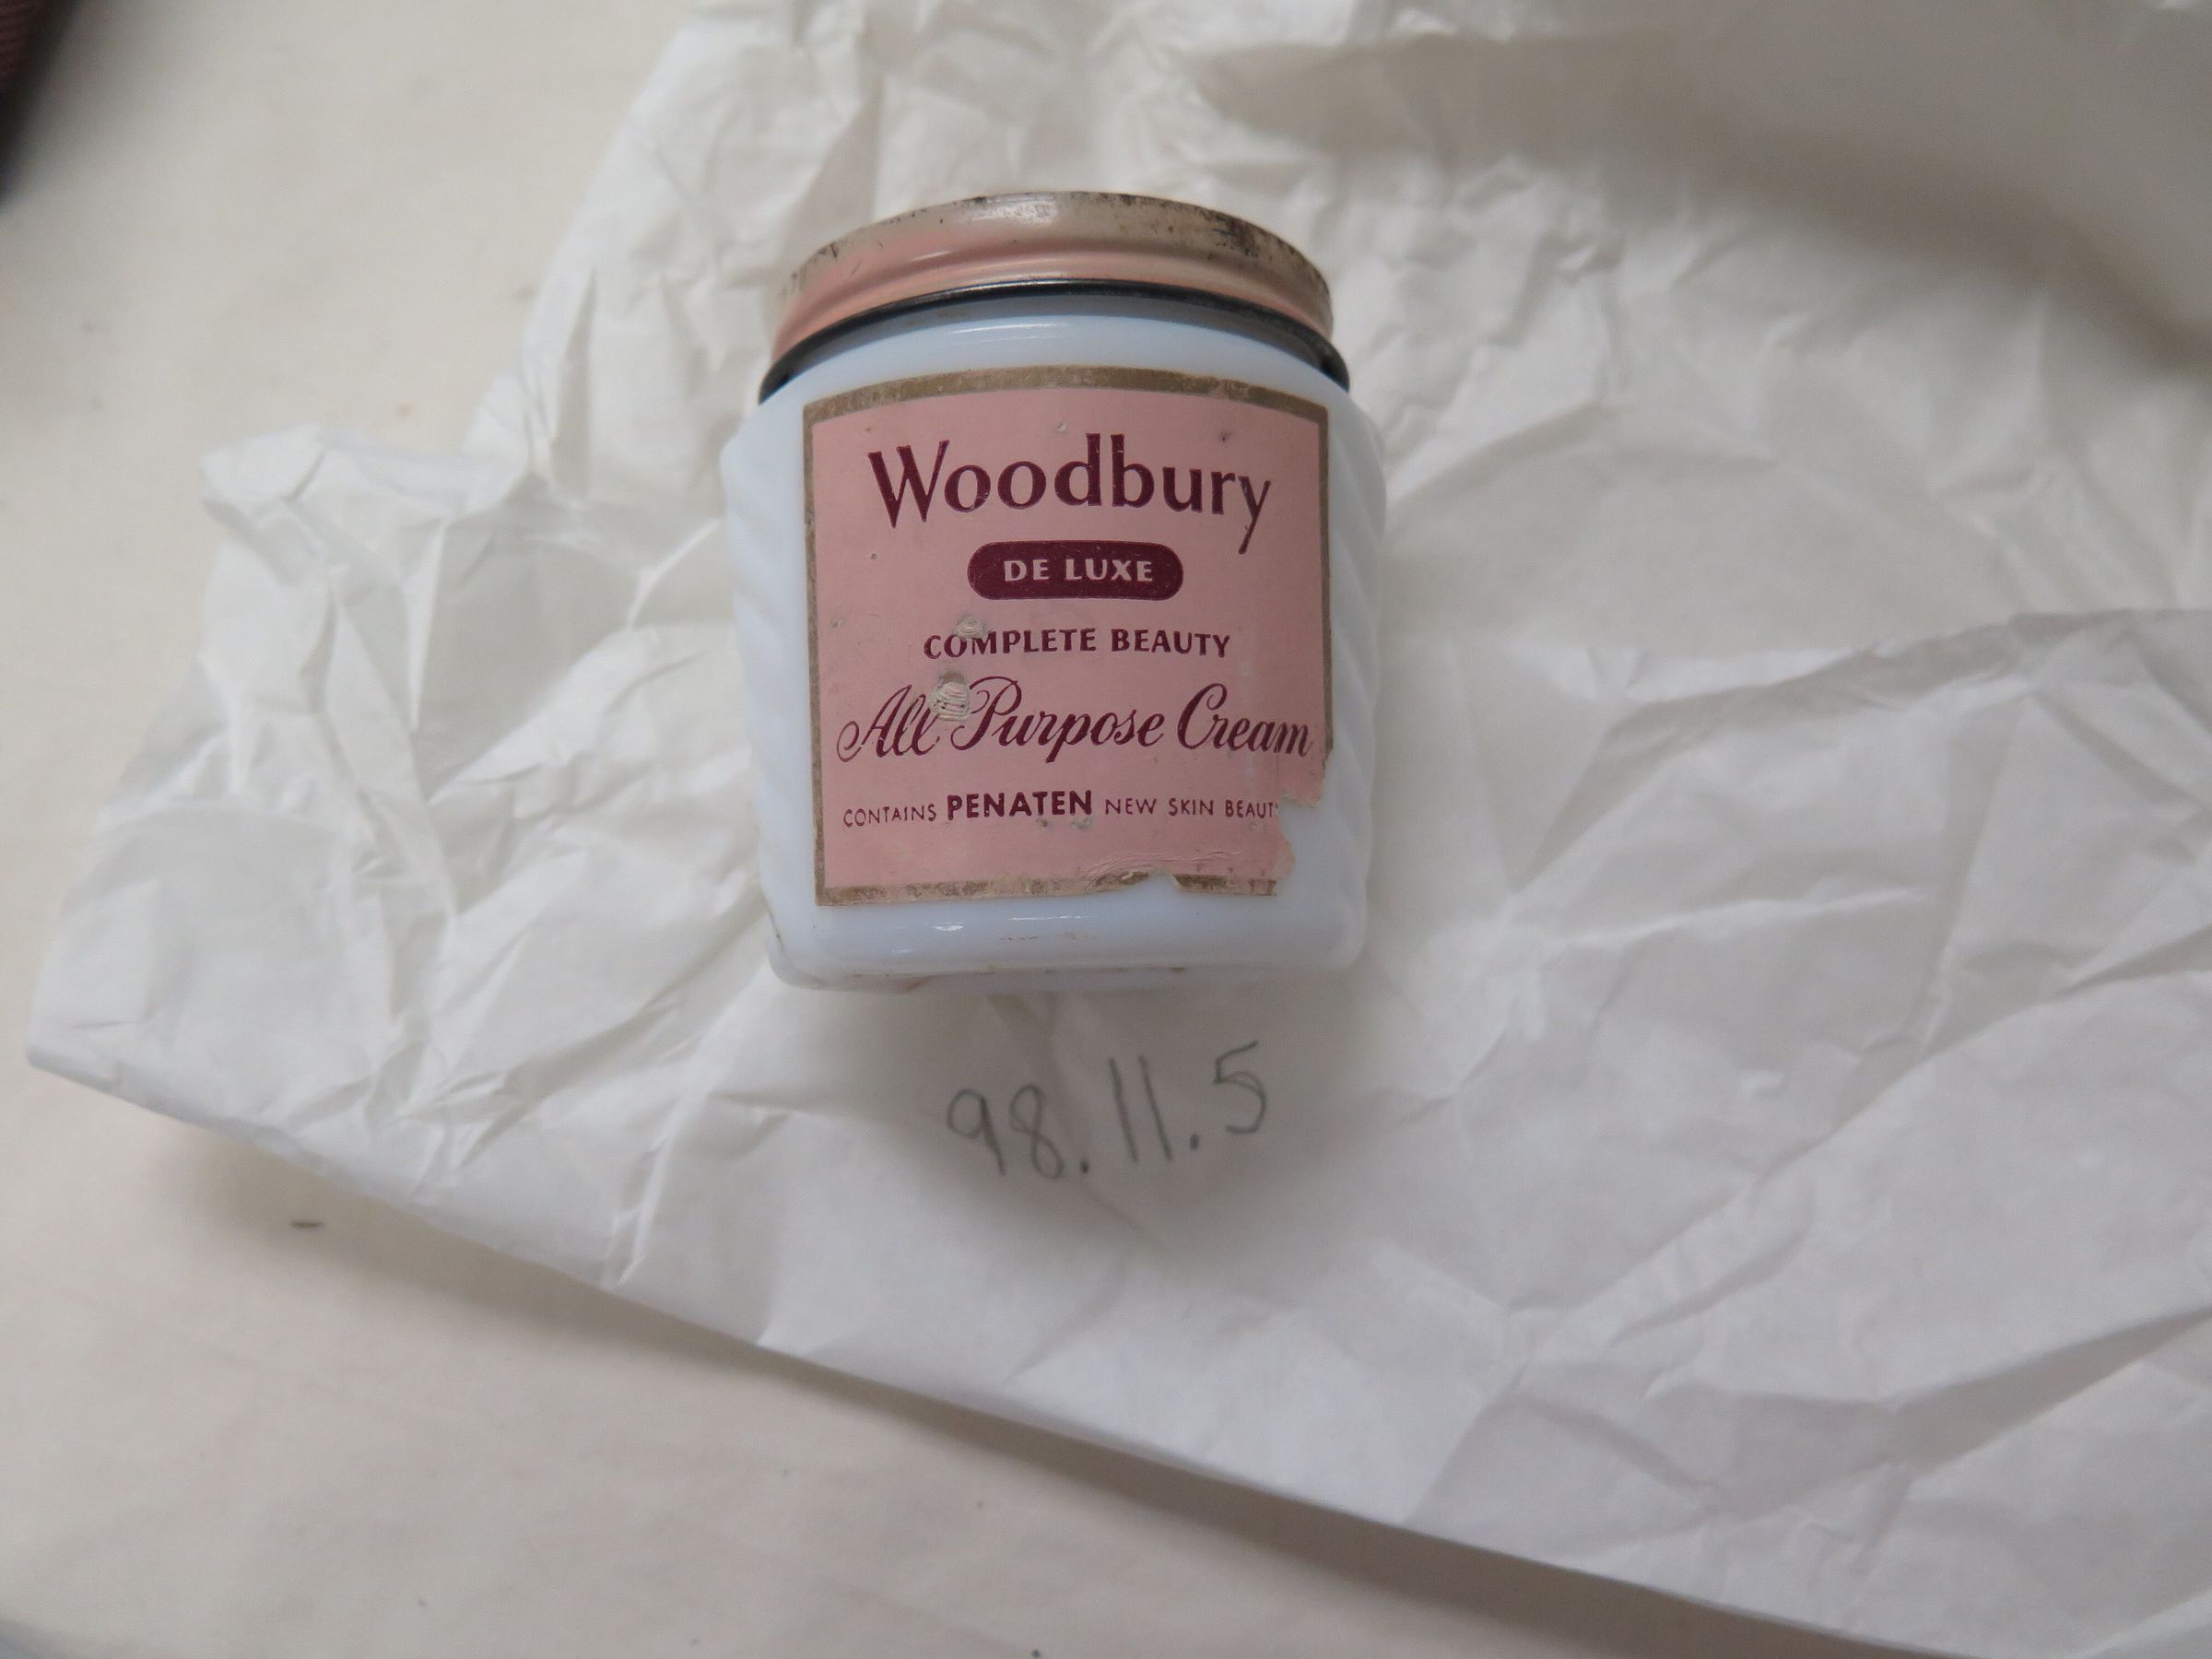 Woodbury
DE LUXE
COMPLETE BEAUTY
All Purpose Cream
CONTAINS PENATEN NEW SKIN BEAUT
98.11.5